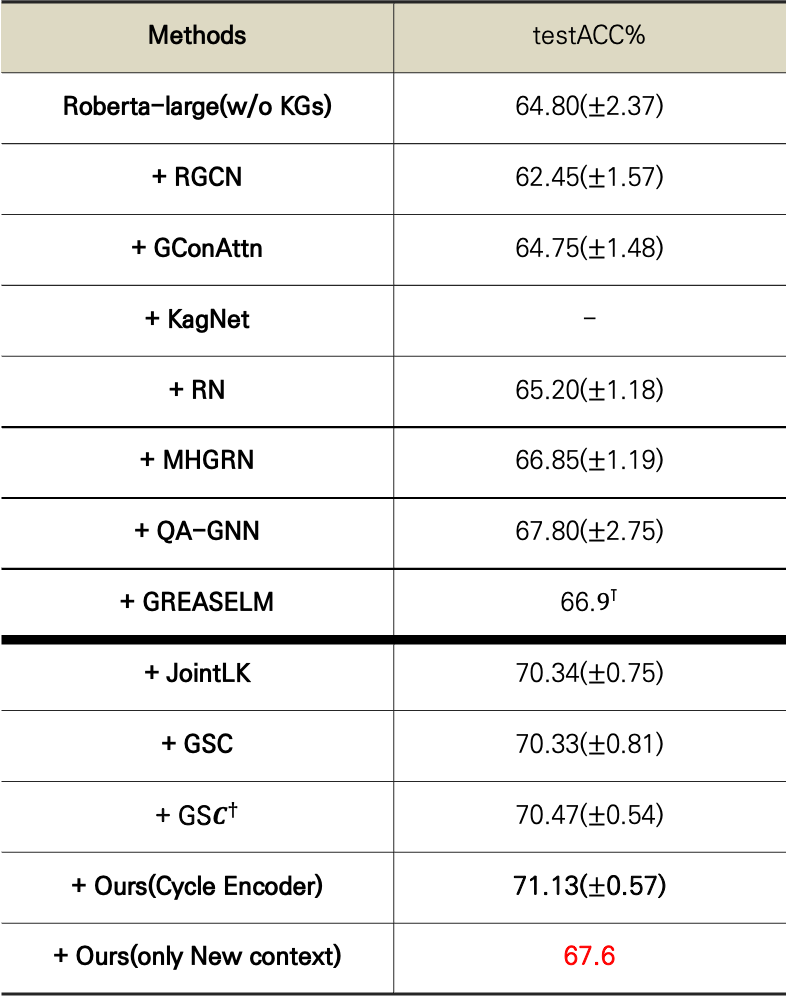 Methods testACC%
Roberta-large(w/o KGs) 64.80(±2.37)
+ RGCN 62.45(±1.57)
+ GConAttn 64.75(±1.48)
+ KagNet -
+ RN 65.20(±1.18)
+ MHGRN 66.85(±1.19)
+ QA-GNN 67.80(±2.75)
+ GREASELM 66.9†
+ JointLK 70.34(±0.75)
+ GSC 70.33(±0.81)
+ GSC† 70.47(±0.54)
+ Ours(Cycle Encoder) 71.13(±0.57)
+ Ours(only New context) 67.6